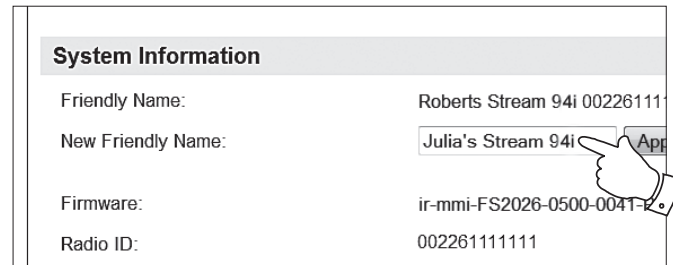 System Information
Friendly Name: Roberts Stream 94i 00226111
New Friendly Name: Julia's Stream 94i App
Firmware: ir-mmi-FS2026-0500-0041-
Radio ID: 002261111111